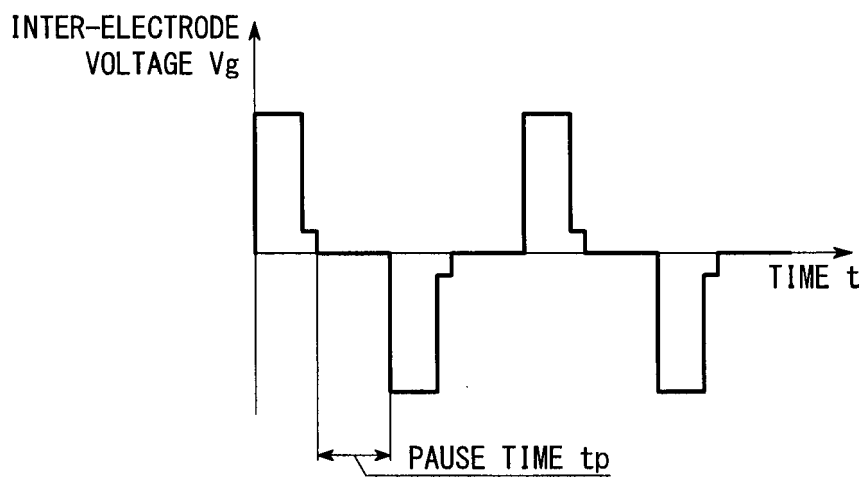 INTER-ELECTRODE
VOLTAGE Vg
TIME t
PAUSE TIME tp